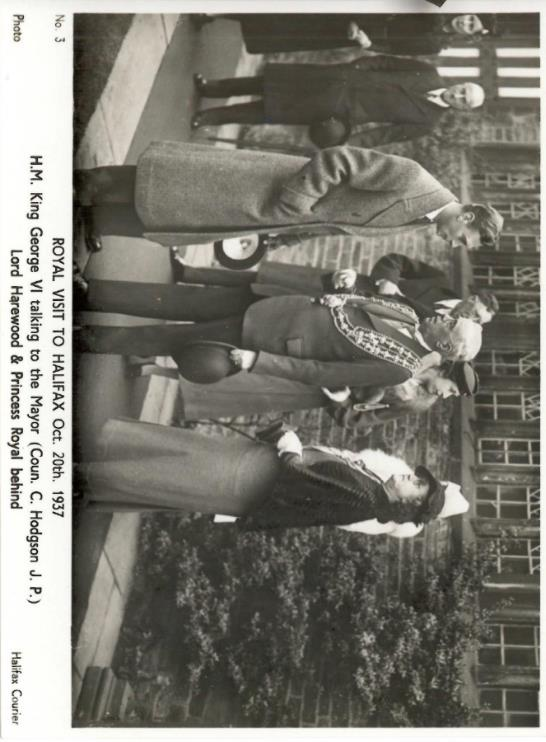 No. 3
ROYAL VISIT TO HALIFAX Oct. 20th. 1937
H.M. King George VI talking to the Mayor (Coun. C. Hodgson J. P.)
Lord Harewood & Princess Royal behind
Photo
Halifax Courier